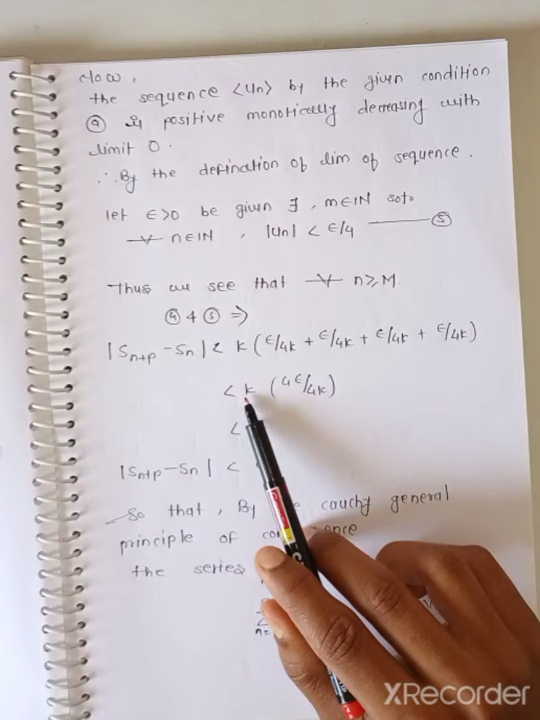 Now,
the sequence <Un> by the given condition
ⓐ is positive monotically decreasing with
limit 0.
∴ By the defination of lim of sequence.
let ϵ>0 be given ∃, m∈IN s.t.
∀ n∈IN, |Un| < ϵ/4 ⑤
Thus we see that ∀ n≥M.
④ & ⑤ ⇒
|Sn+p - Sn| < k (ϵ/4k + ϵ/4k + ϵ/4k + ϵ/4k)
< k (4ϵ/4k)
<
|Sn+p - Sn| <
So that, By cauchy general
principle of
the series
XRecorder